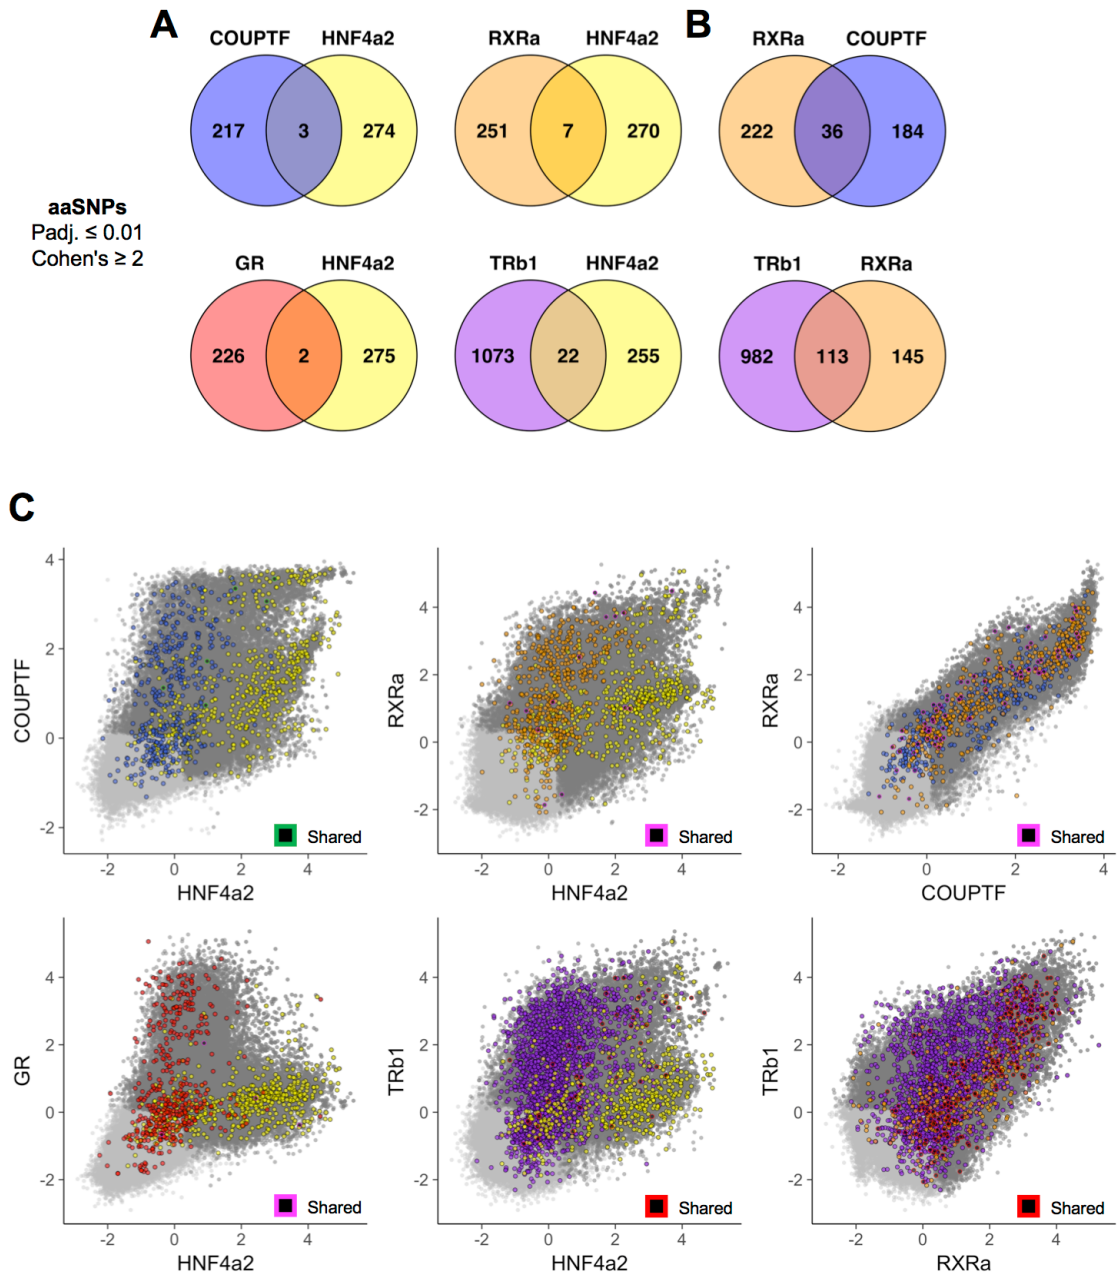 A
B
COUPTF HNF4a2
RXRa HNF4a2
RXRa COUPTF
217 3 274
251 7 270
222 36 184
aaSNPs
Padj. ≤ 0.01
Cohen's ≥ 2
GR HNF4a2
TRb1 HNF4a2
TRb1 RXRa
226 2 275
1073 22 255
982 113 145
C
COUPTF
4
2
0
-2
-2 0 2 4
HNF4a2
Shared
RXRa
4
2
0
-2
-2 0 2 4
HNF4a2
Shared
RXRa
4
2
0
-2
-2 0 2 4
COUPTF
Shared
GR
4
2
0
-2
-2 0 2 4
HNF4a2
Shared
TRb1
4
2
0
-2
-2 0 2 4
HNF4a2
Shared
TRb1
4
2
0
-2
-2 0 2 4
RXRa
Shared